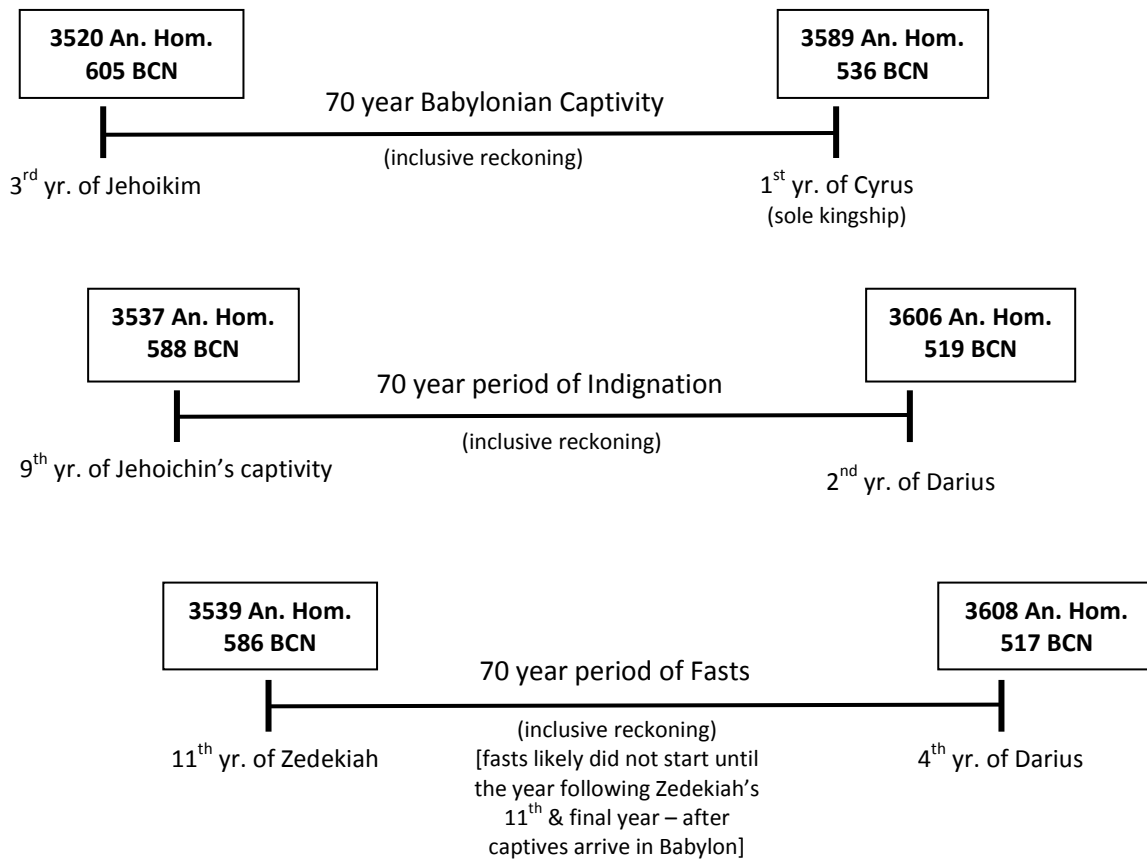 3520 An. Hom.
605 BCN
3589 An. Hom.
536 BCN
70 year Babylonian Captivity
(inclusive reckoning)
3rd yr. of Jehoikim
1st yr. of Cyrus
(sole kingship)
3537 An. Hom.
588 BCN
3606 An. Hom.
519 BCN
70 year period of Indignation
(inclusive reckoning)
9th yr. of Jehoichin’s captivity
2nd yr. of Darius
3539 An. Hom.
586 BCN
3608 An. Hom.
517 BCN
70 year period of Fasts
(inclusive reckoning)
[fasts likely did not start until
the year following Zedekiah’s
11th & final year – after
captives arrive in Babylon]
11th yr. of Zedekiah
4th yr. of Darius